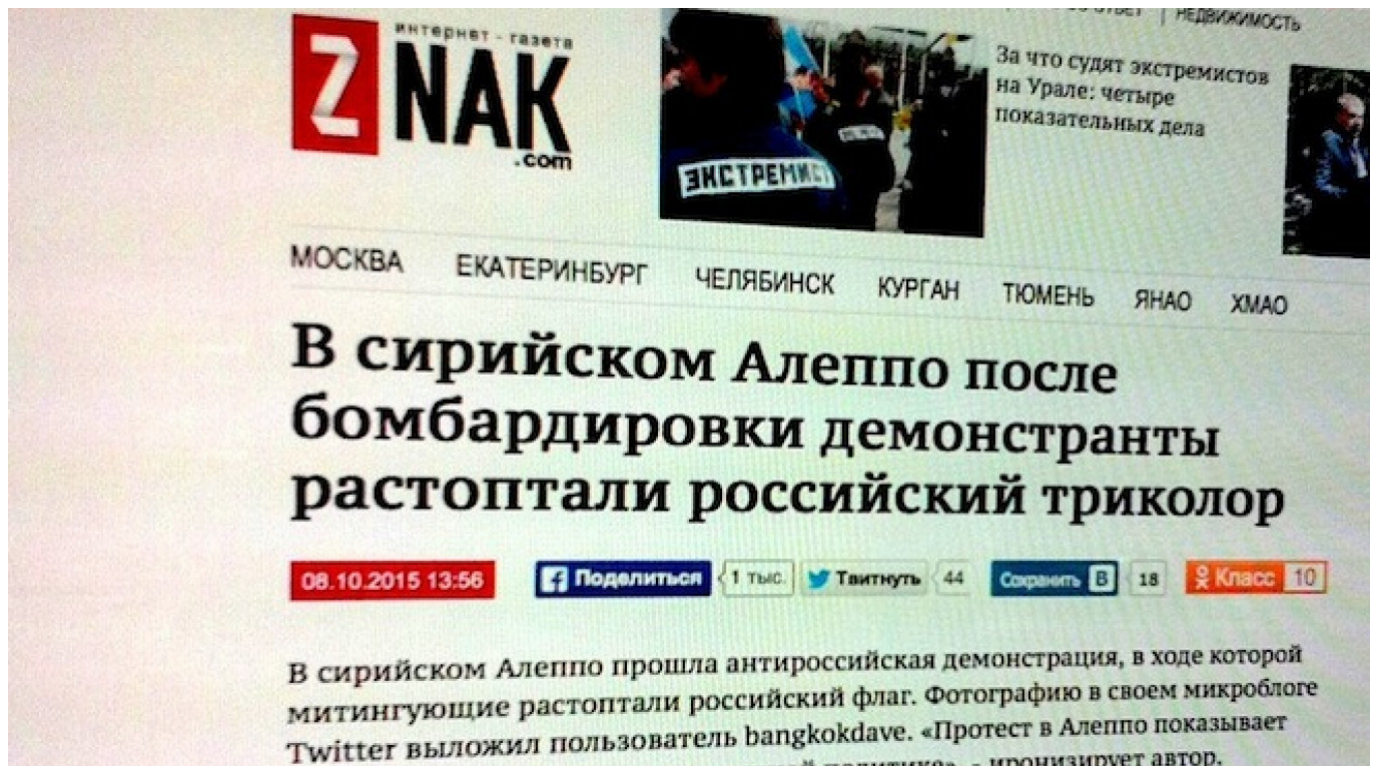 интернет - газета
ZNAK
.com
ЭКСТРЕМИСТ
НЕДВИЖИМОСТЬ
За что судят экстремистов
на Урале: четыре
показательных дела
МОСКВА ЕКАТЕРИНБУРГ ЧЕЛЯБИНСК КУРГАН ТЮМЕНЬ ЯНАО ХМАО
В сирийском Алеппо после
бомбардировки демонстранты
растоптали российский триколор
08.10.2015 13:56 Поделиться 1 тыс. Твитнуть 44 Сохранить B 18 Класс 10
В сирийском Алеппо прошла антироссийская демонстрация, в ходе которой
митингующие растоптали российский флаг. Фотографию в своем микроблоге
Twitter выложил пользователь bangkokdave. «Протест в Алеппо показывает
- иронизирует автор.